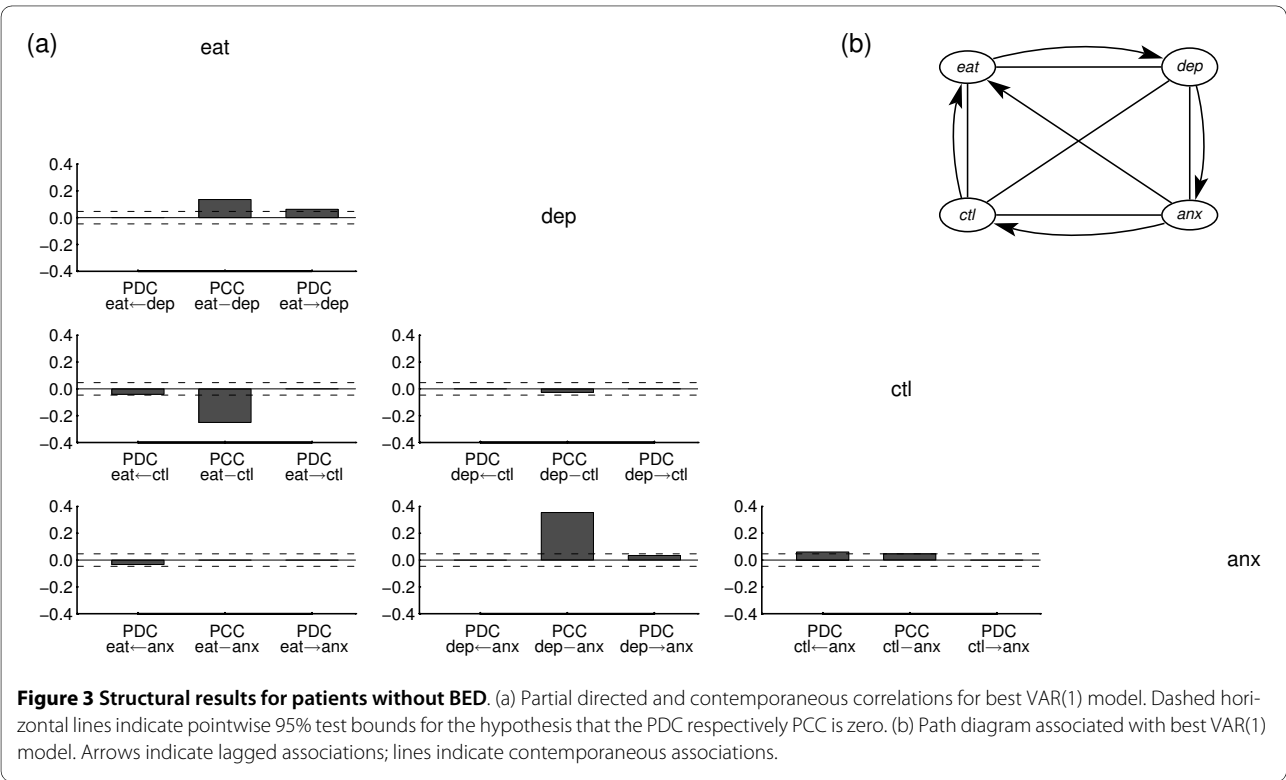 (a)
eat
(b)
eat
dep
ctl
anx
0.4
0.2
0.0
−0.2
−0.4
PDC PCC PDC
eat←dep eat−dep eat→dep
dep
0.4
0.2
0.0
−0.2
−0.4
PDC PCC PDC
eat←ctl eat−ctl eat→ctl
0.4
0.2
0.0
−0.2
−0.4
PDC PCC PDC
dep←ctl dep−ctl dep→ctl
ctl
0.4
0.2
0.0
−0.2
−0.4
PDC PCC PDC
eat←anx eat−anx eat→anx
0.4
0.2
0.0
−0.2
−0.4
PDC PCC PDC
dep←anx dep−anx dep→anx
0.4
0.2
0.0
−0.2
−0.4
PDC PCC PDC
ctl←anx ctl−anx ctl→anx
anx
Figure 3 Structural results for patients without BED. (a) Partial directed and contemporaneous correlations for best VAR(1) model. Dashed hori-
zontal lines indicate pointwise 95% test bounds for the hypothesis that the PDC respectively PCC is zero. (b) Path diagram associated with best VAR(1)
model. Arrows indicate lagged associations; lines indicate contemporaneous associations.